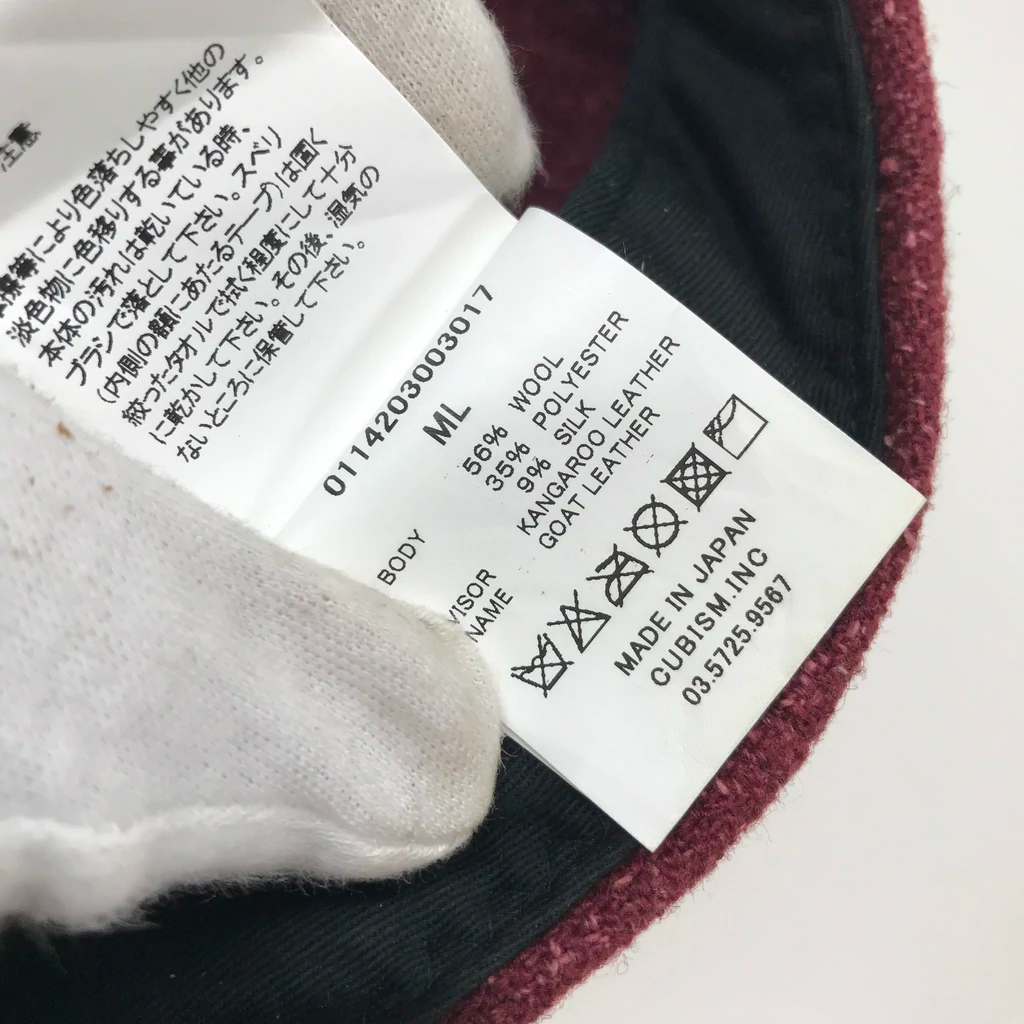 注意
擦等により色落ちしやすく他の
淡色物に色移りする事があります。
本体の汚れは乾いている時、
ブラシで落として下さい。スベリ
(内側の額にあたるテープ)は固く
絞ったタオルで拭く程度にして十分
に乾かして下さい。その後、湿気の
ないところに保管して下さい。
0114203003017
ML
BODY 56% WOOL
35% POLYESTER
9% SILK
VISOR KANGAROO LEATHER
NAME GOAT LEATHER
MADE IN JAPAN
CUBISM.INC
03.5725.9567